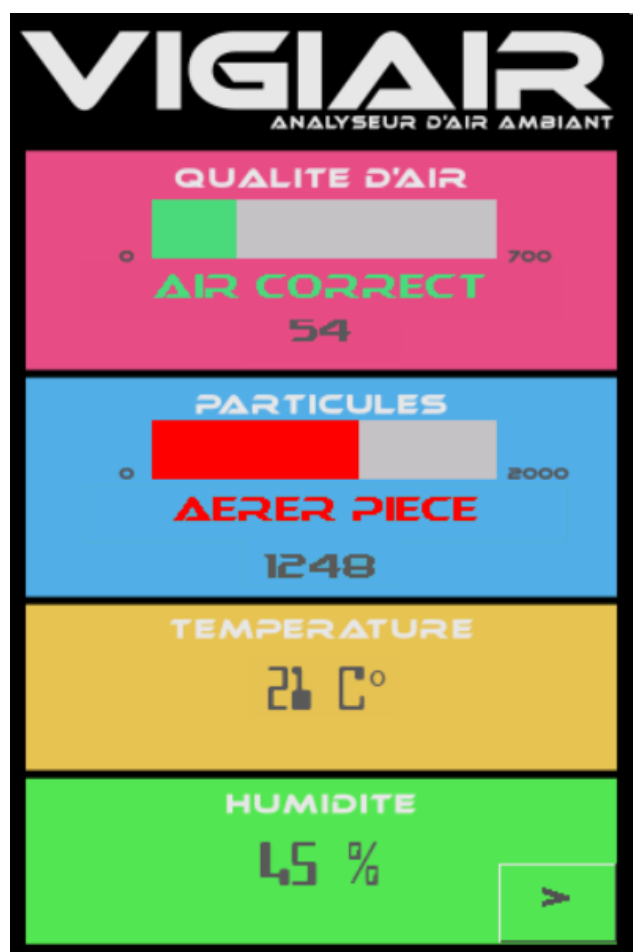 VIGIAIR
ANALYSEUR D'AIR AMBIANT
QUALITE D'AIR
0 700
AIR CORRECT
54
PARTICULES
0 2000
AERER PIECE
1248
TEMPERATURE
21 C°
HUMIDITE
45 %
>